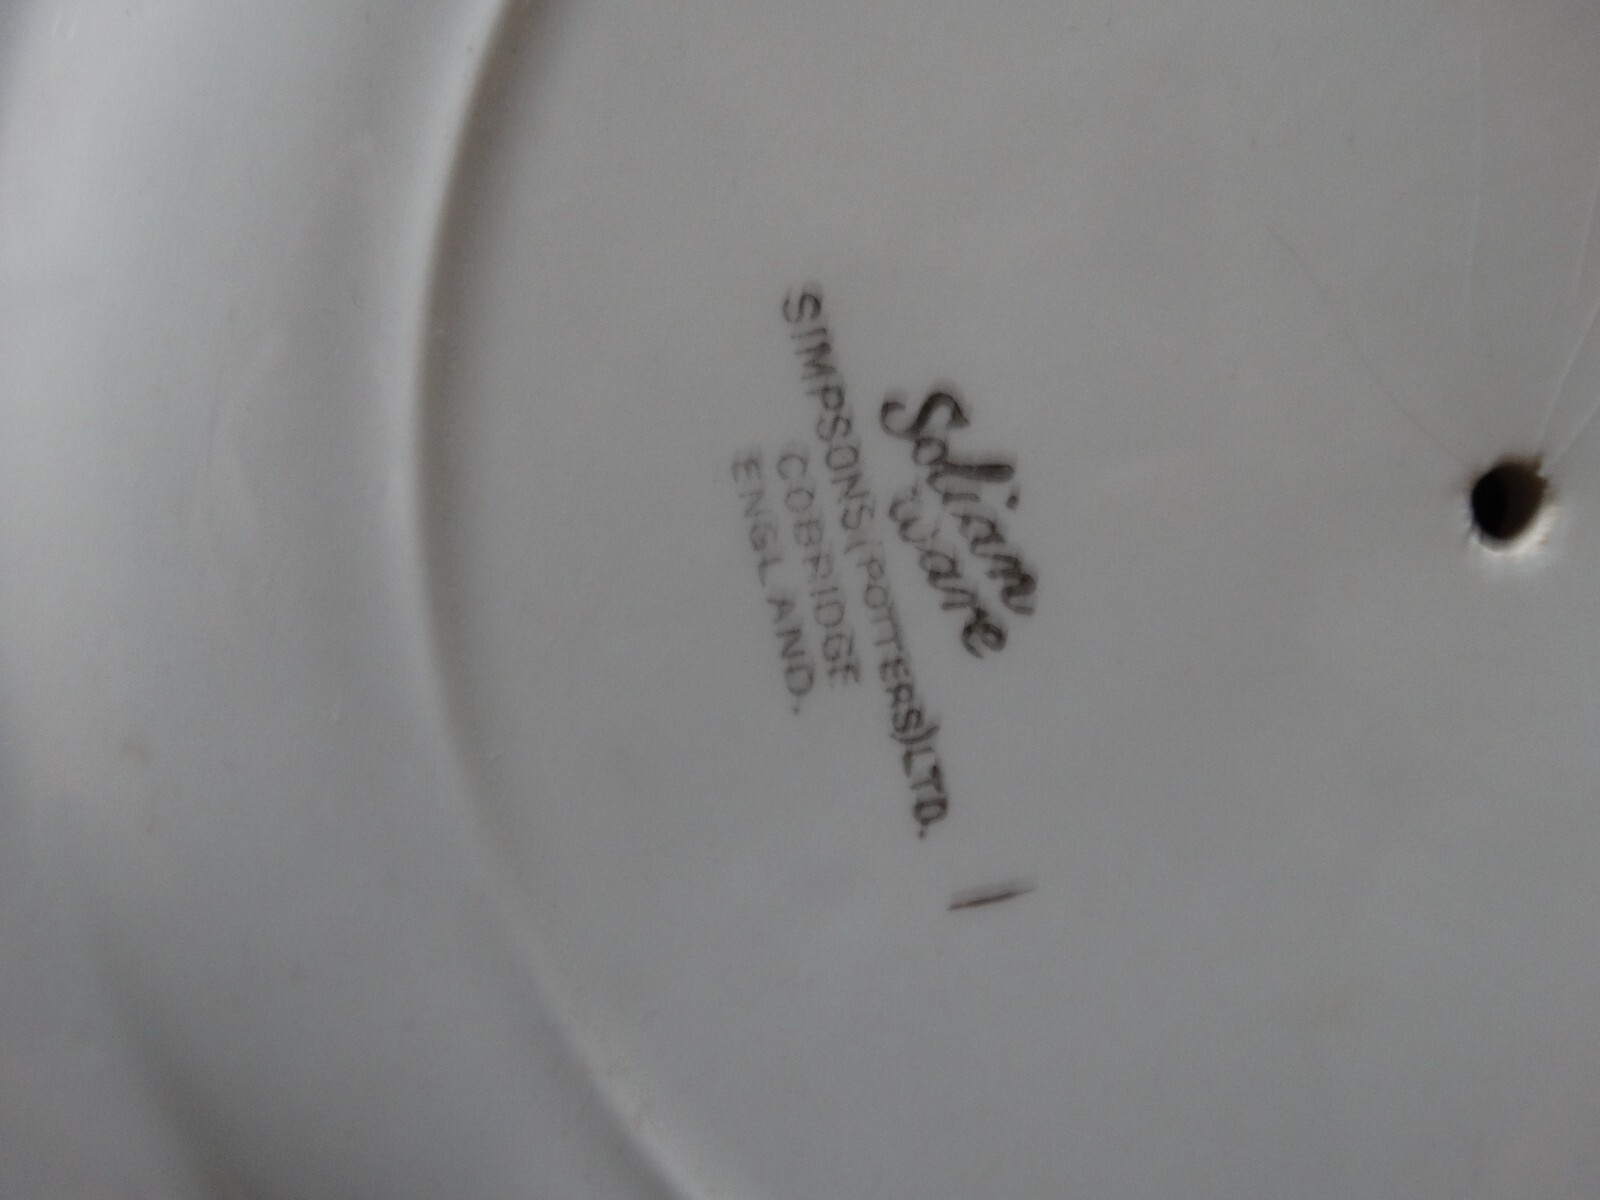 Solian
ware
SIMPSONS(POTTERS)LTD.
COBRIDGE
ENGLAND.